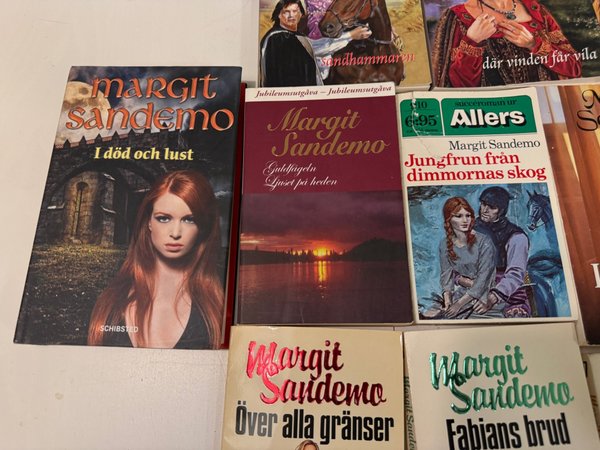 sandhammaren
där vinden får vila
MARGIT
SANDEMO
I död och lust
SCHIBSTED
Jubileumsutgåva – Jubileumsutgåva
Margit
Sandemo
Guldfågeln
Ljuset på heden
succéroman ur
Allers
6:95
Margit Sandemo
Jungfrun från
dimmornas skog
Margit
Sandemo
Över alla gränser
Margit
Sandemo
Fabians brud